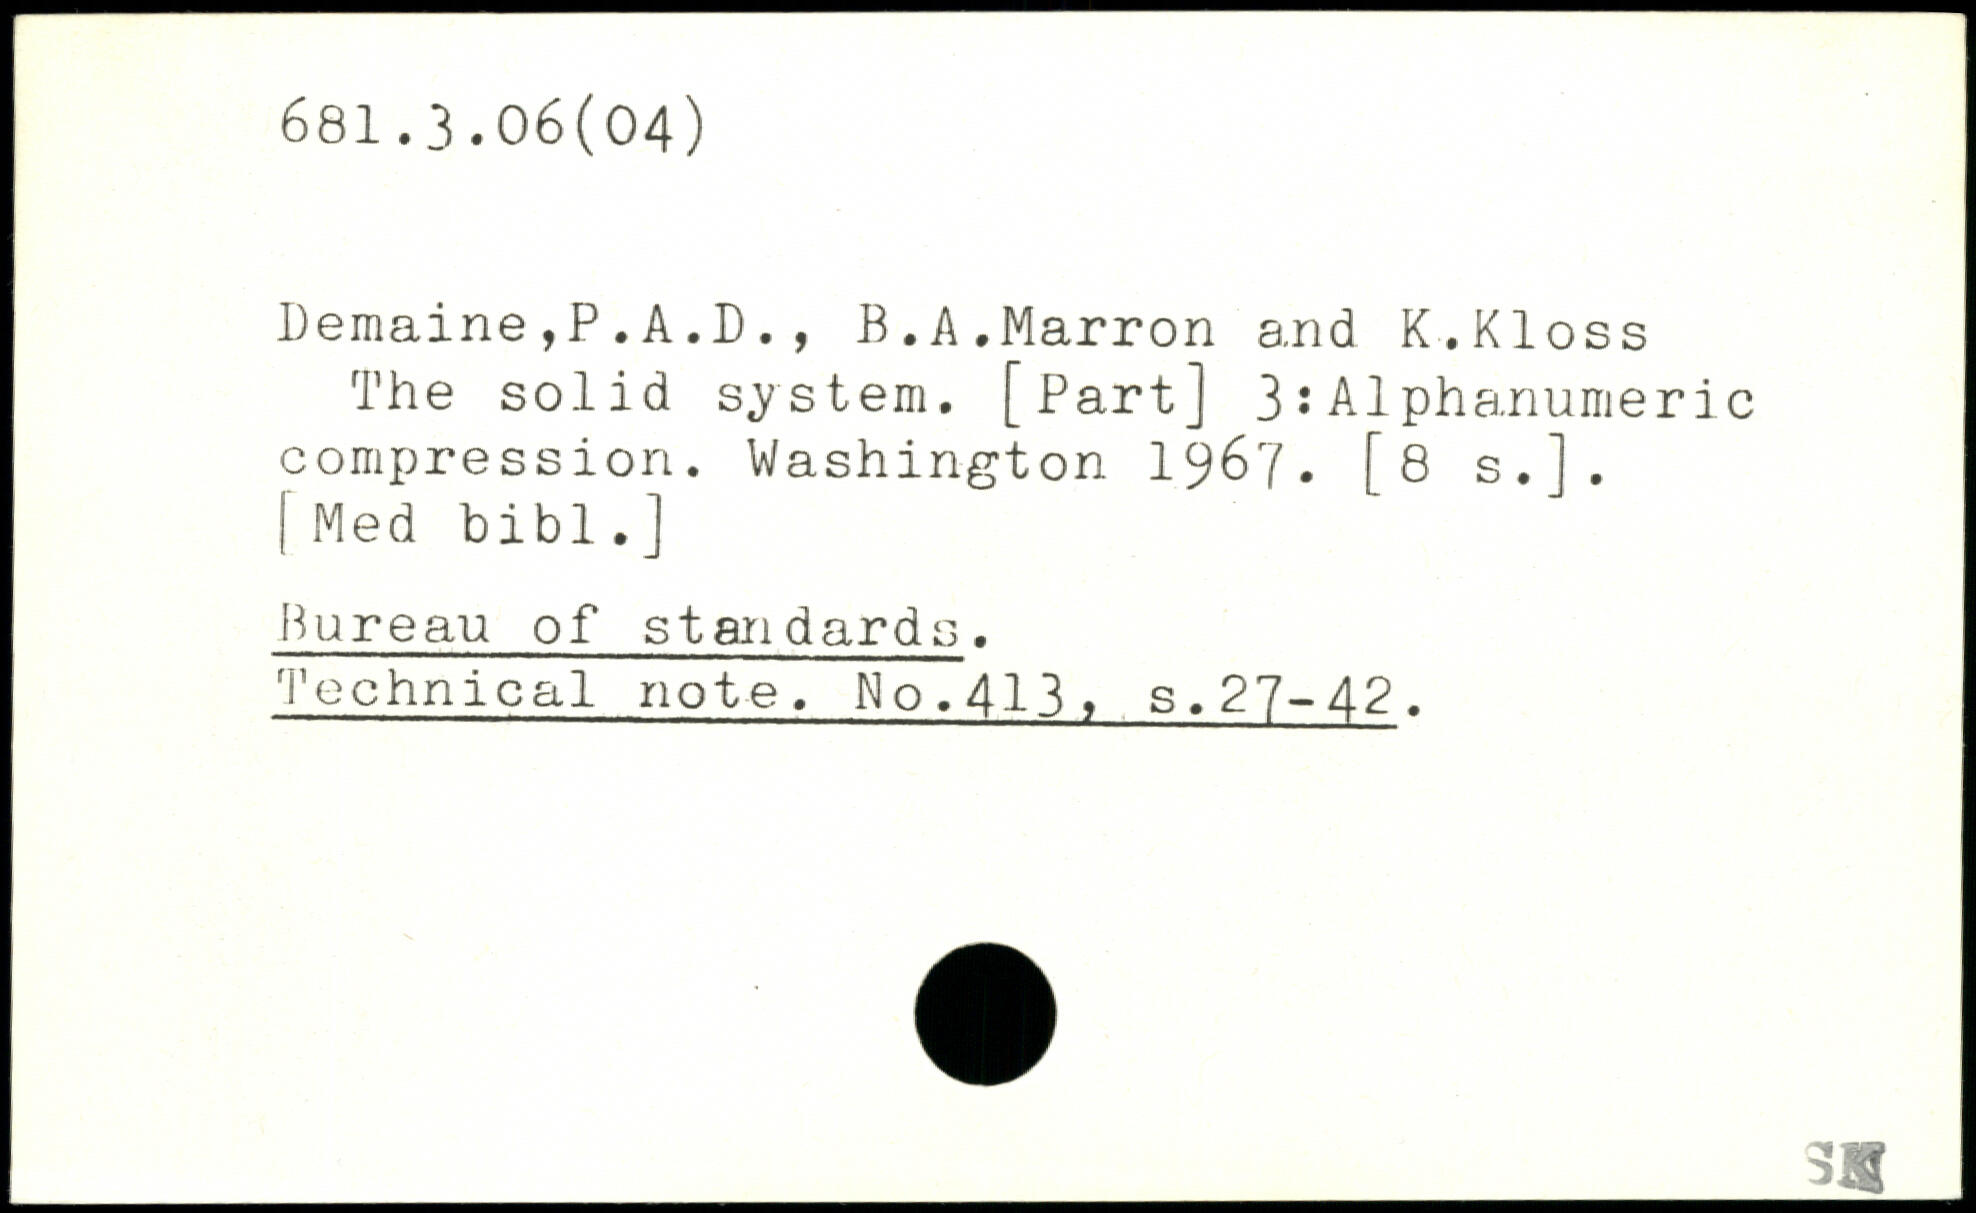 681.3.06(04)
Demaine,P.A.D., B.A.Marron and K.Kloss
The solid system. [Part] 3:Alphanumeric
compression. Washington 1967. [8 s.].
[Med bibl.]
Bureau of standards.
Technical note. No.413, s.27-42.
SK